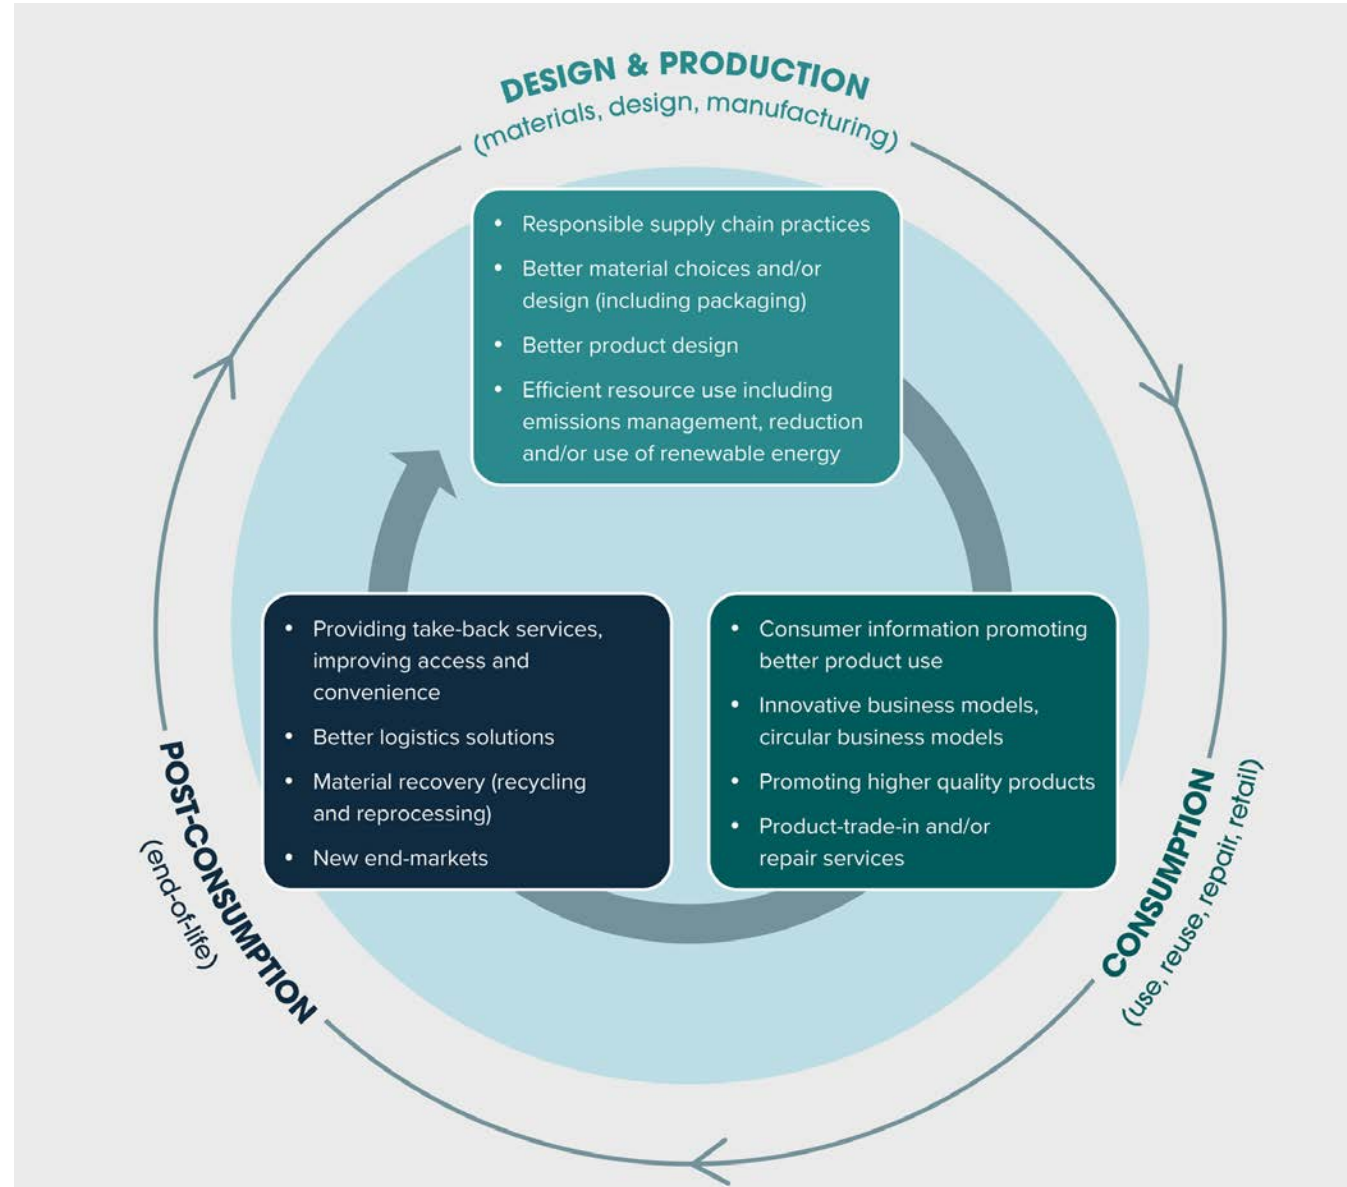 DESIGN & PRODUCTION
(materials, design, manufacturing)
• Responsible supply chain practices
• Better material choices and/or
design (including packaging)
• Better product design
• Efficient resource use including
emissions management, reduction
and/or use of renewable energy
• Providing take-back services,
improving access and
convenience
• Better logistics solutions
• Material recovery (recycling
and reprocessing)
• New end-markets
• Consumer information promoting
better product use
• Innovative business models,
circular business models
• Promoting higher quality products
• Product-trade-in and/or
repair services
POST-CONSUMPTION
(end-of-life)
CONSUMPTION
(use, reuse, repair, retail)